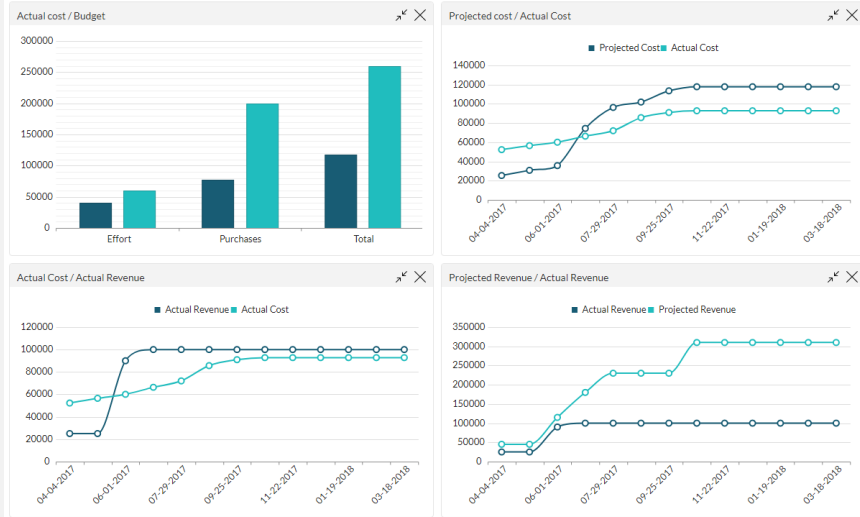 Actual cost / Budget
300000
250000
200000
150000
100000
50000
0
Effort Purchases Total
Projected cost / Actual Cost
Projected Cost Actual Cost
140000
120000
100000
80000
60000
40000
20000
0
04-04-2017 06-01-2017 07-29-2017 09-25-2017 11-22-2017 01-19-2018 03-18-2018
Actual Cost / Actual Revenue
Actual Revenue Actual Cost
120000
100000
80000
60000
40000
20000
0
04-04-2017 06-01-2017 07-29-2017 09-25-2017 11-22-2017 01-19-2018 03-18-2018
Projected Revenue / Actual Revenue
Actual Revenue Projected Revenue
350000
300000
250000
200000
150000
100000
50000
0
04-04-2017 06-01-2017 07-29-2017 09-25-2017 11-22-2017 01-19-2018 03-18-2018